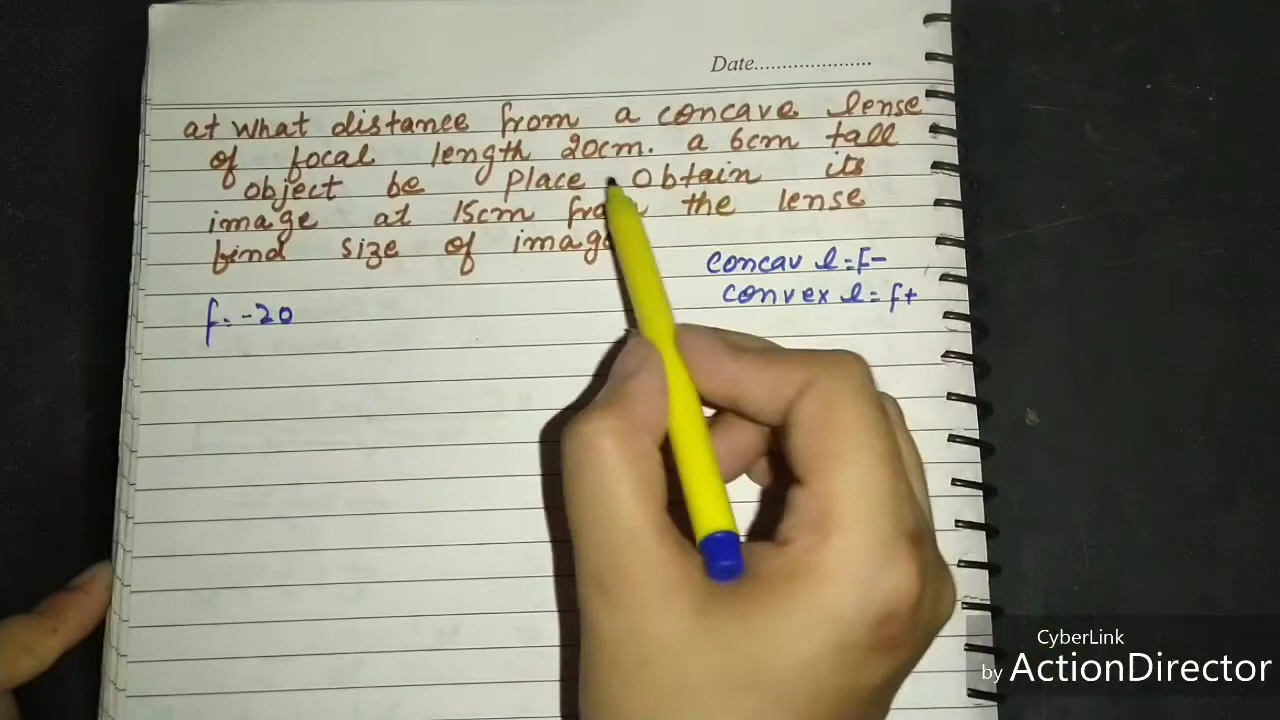 Date.....................
at what distance from a concave lense
of focal length 20cm. a 6cm tall
object be place obtain its
image at 15cm from the lense
find size of image
concav l=F-
convex l= f+
f= -20
CyberLink
by ActionDirector